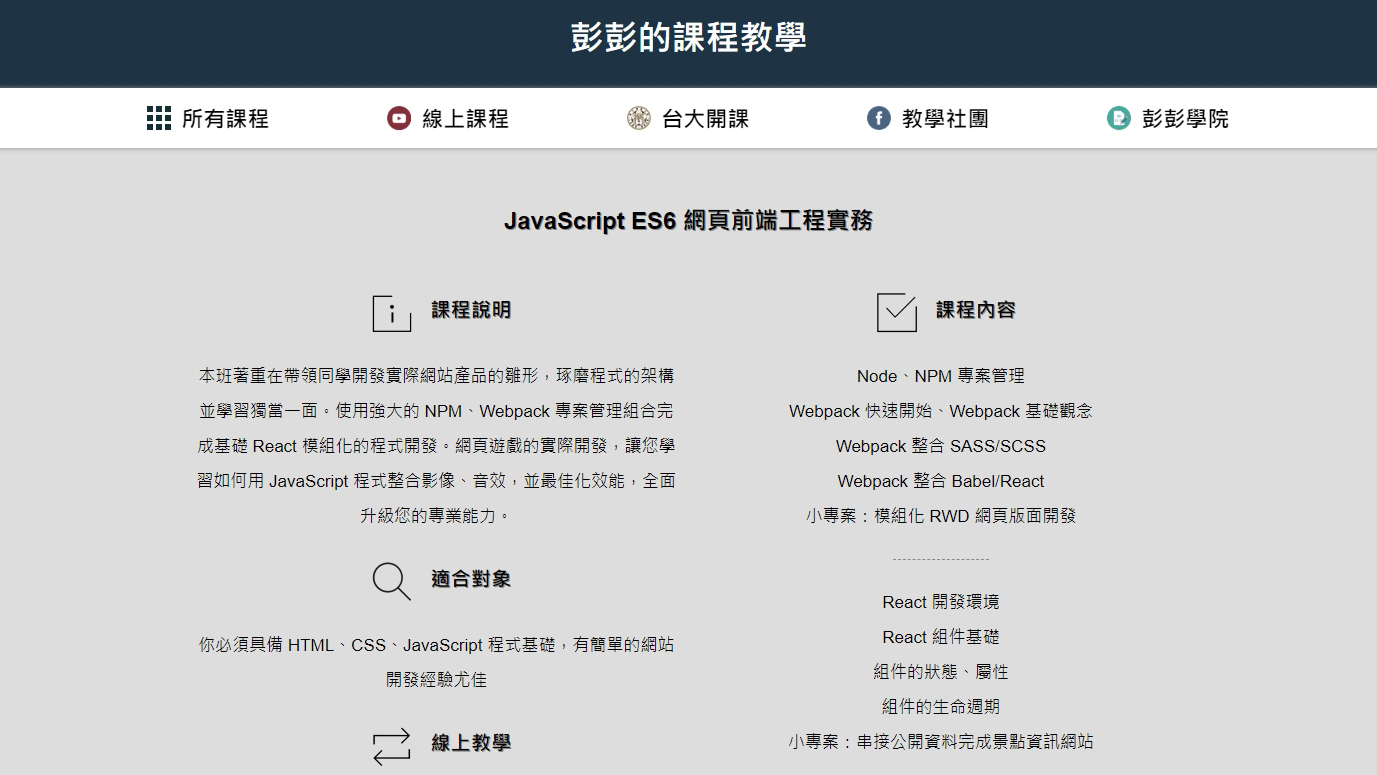 彭彭的課程教學
所有課程
線上課程
台大開課
教學社團
彭彭學院
JavaScript ES6 網頁前端工程實務
課程說明
本班著重在帶領同學開發實際網站產品的雛形，琢磨程式的架構
並學習獨當一面。使用強大的 NPM、Webpack 專案管理組合完
成基礎 React 模組化的程式開發。網頁遊戲的實際開發，讓您學
習如何用 JavaScript 程式整合影像、音效，並最佳化效能，全面
升級您的專業能力。
適合對象
你必須具備 HTML、CSS、JavaScript 程式基礎，有簡單的網站
開發經驗尤佳
線上教學
課程內容
Node、NPM 專案管理
Webpack 快速開始、Webpack 基礎觀念
Webpack 整合 SASS/SCSS
Webpack 整合 Babel/React
小專案：模組化 RWD 網頁版面開發
--------------------
React 開發環境
React 組件基礎
組件的狀態、屬性
組件的生命週期
小專案：串接公開資料完成景點資訊網站